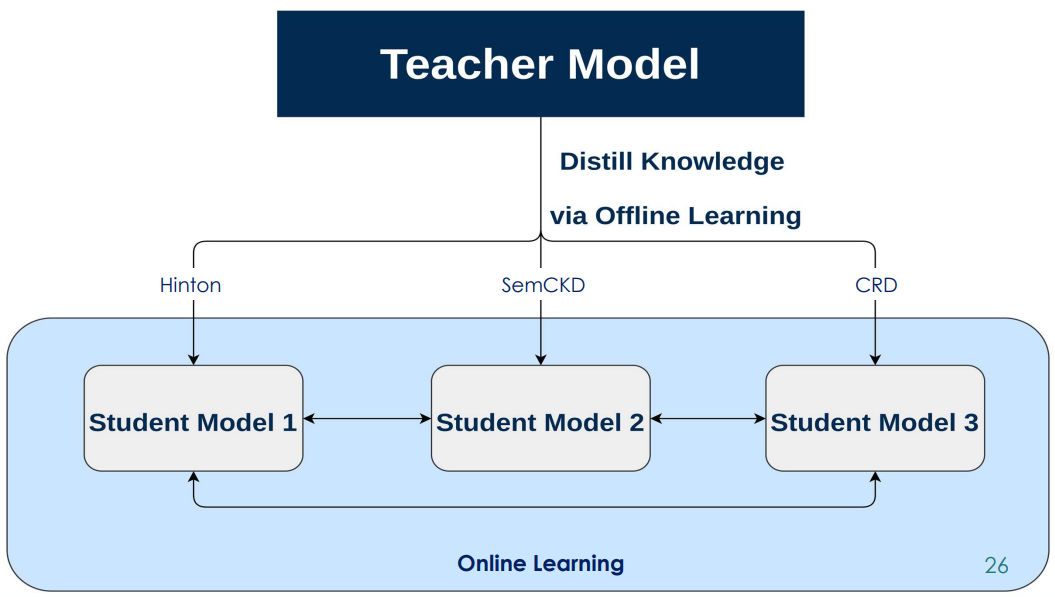 Teacher Model
Distill Knowledge
via Offline Learning
Hinton
SemCKD
CRD
Student Model 1
Student Model 2
Student Model 3
Online Learning
26